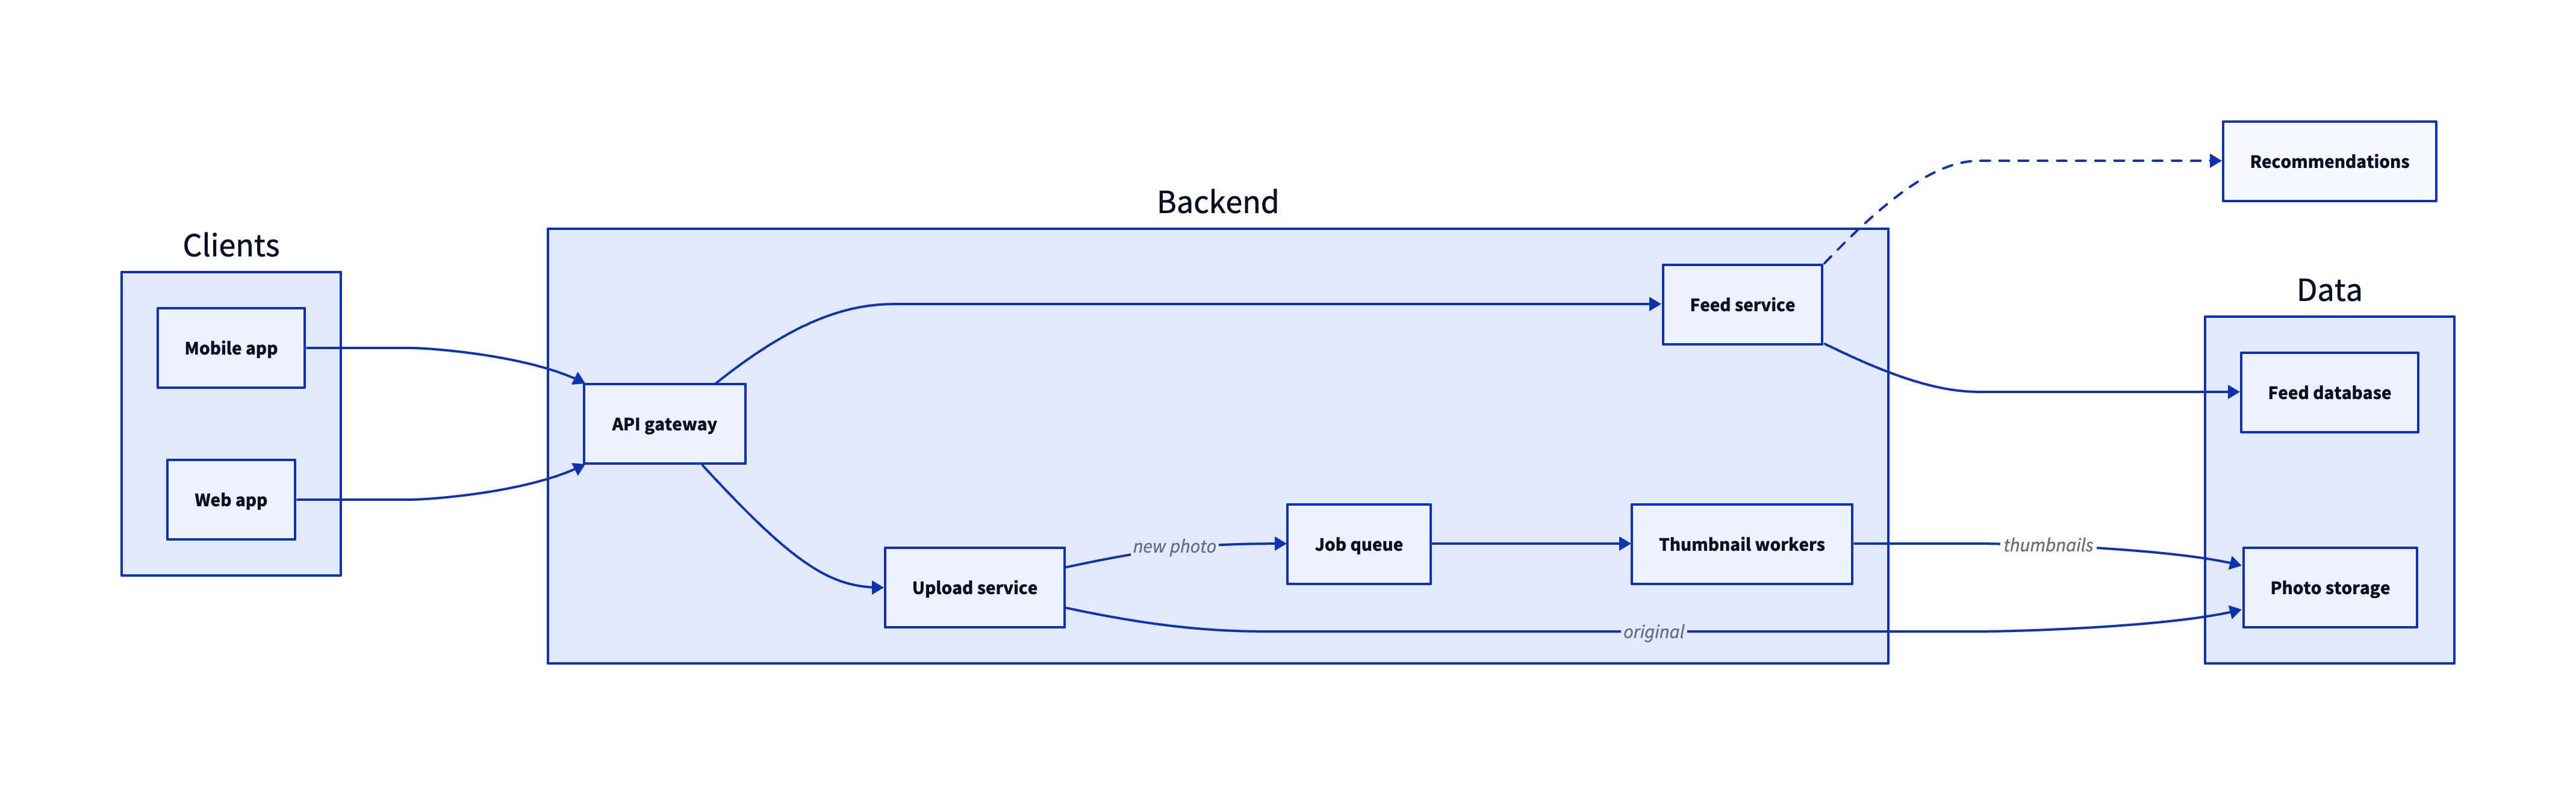 Clients
Mobile app
Web app
Backend
API gateway
Feed service
Upload service
new photo
Job queue
Thumbnail workers
original
thumbnails
Recommendations
Data
Feed database
Photo storage